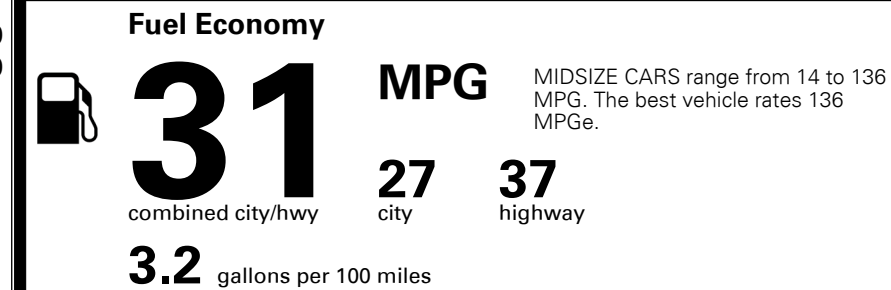 Fuel Economy
31 MPG
MIDSIZE CARS range from 14 to 136
MPG. The best vehicle rates 136
MPGe.
27 37
combined city/hwy city highway
3.2 gallons per 100 miles